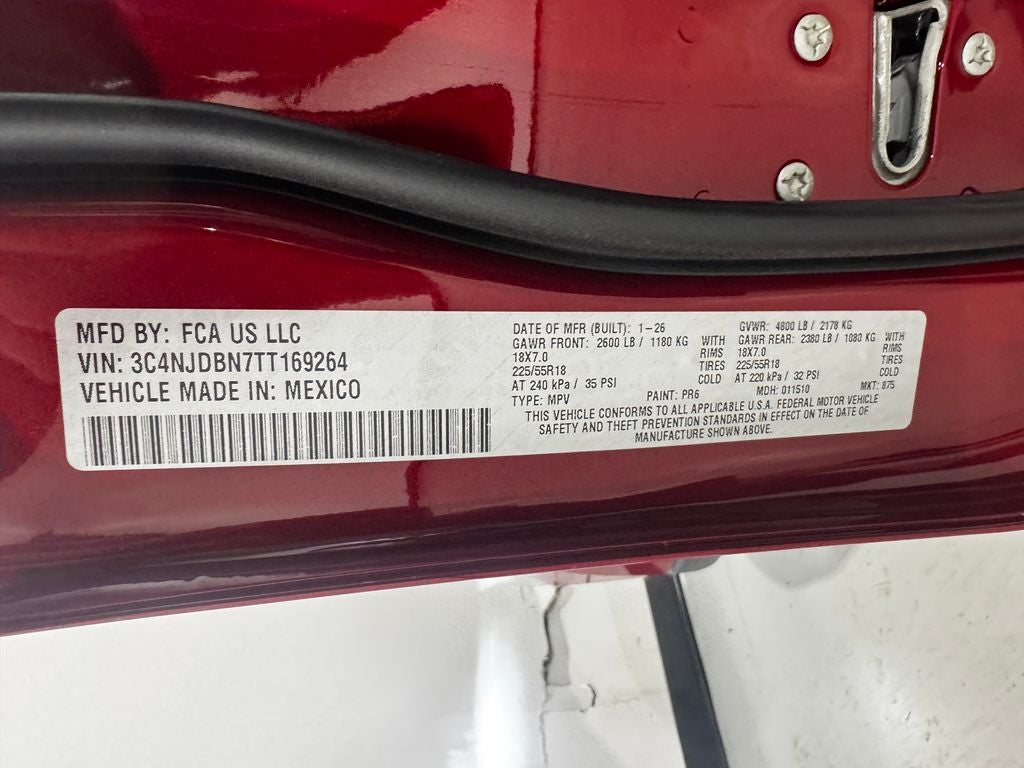 MFD BY: FCA US LLC
VIN: 3C4NJDBN7TT169264
VEHICLE MADE IN: MEXICO
DATE OF MFR (BUILT): 1-26
GAWR FRONT: 2600 LB / 1180 KG WITH
18X7.0 RIMS
225/55R18 TIRES
AT 240 kPa / 35 PSI COLD
TYPE: MPV
GVWR: 4800 LB / 2178 KG
GAWR REAR: 2380 LB / 1080 KG WITH
18X7.0 RIMS
225/55R18 TIRES
AT 220 kPa / 32 PSI COLD
PAINT: PR6 MDH: 011510 MKT: 875
THIS VEHICLE CONFORMS TO ALL APPLICABLE U.S.A. FEDERAL MOTOR VEHICLE
SAFETY AND THEFT PREVENTION STANDARDS IN EFFECT ON THE DATE OF
MANUFACTURE SHOWN ABOVE.